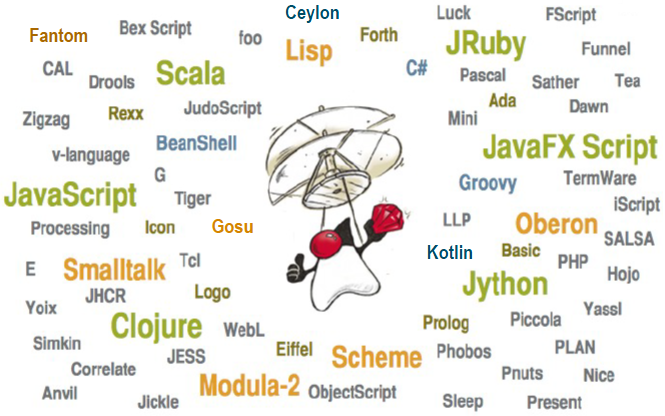 Ceylon
Luck
FScript
Fantom
Bex Script
foo
Lisp
Forth
JRuby
Funnel
CAL
Drools
Scala
C#
Pascal
Sather
Tea
Zigzag
Rexx
JudoScript
Mini
Ada
Dawn
v-language
BeanShell
JavaFX Script
G
JavaScript
Tiger
Groovy
TermWare
iScript
Processing
Icon
Gosu
LLP
Oberon
SALSA
E
Smalltalk
Tcl
Kotlin
Basic
PHP
Hojo
Yoix
JHCR
Logo
Jython
Yassl
Simkin
Clojure
WebL
Prolog
Piccola
Correlate
JESS
Eiffel
Scheme
Phobos
PLAN
Anvil
Jickle
Modula-2
ObjectScript
Pnuts
Nice
Sleep
Present